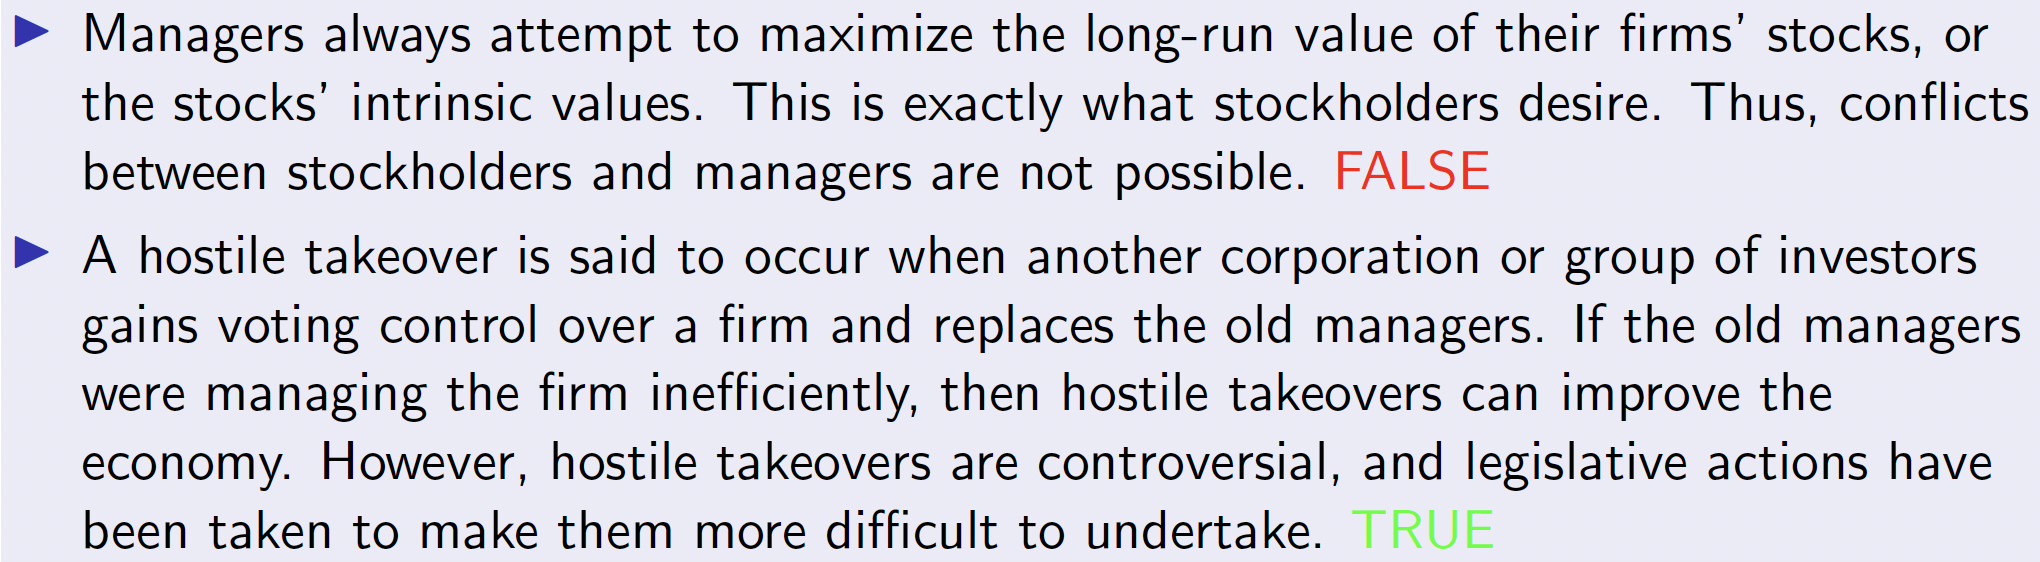 ▶ Managers always attempt to maximize the long-run value of their firms’ stocks, or
the stocks’ intrinsic values. This is exactly what stockholders desire. Thus, conflicts
between stockholders and managers are not possible. FALSE
▶ A hostile takeover is said to occur when another corporation or group of investors
gains voting control over a firm and replaces the old managers. If the old managers
were managing the firm inefficiently, then hostile takeovers can improve the
economy. However, hostile takeovers are controversial, and legislative actions have
been taken to make them more difficult to undertake. TRUE